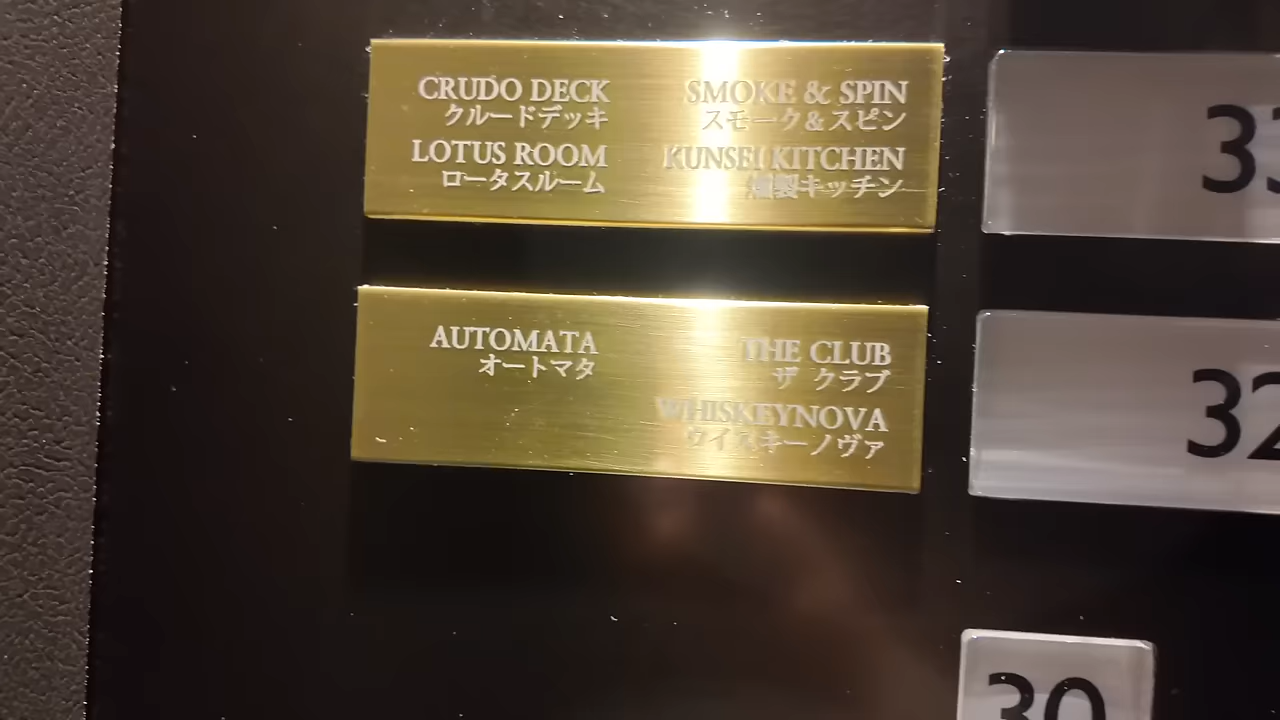 CRUDO DECK
クルードデッキ
LOTUS ROOM
ロータスルーム
SMOKE & SPIN
スモーク&スピン
KUNSEI KITCHEN
燻製キッチン
33
AUTOMATA
オートマタ
THE CLUB
ザ クラブ
WHISKEYNOVA
ウイスキーノヴァ
32
30